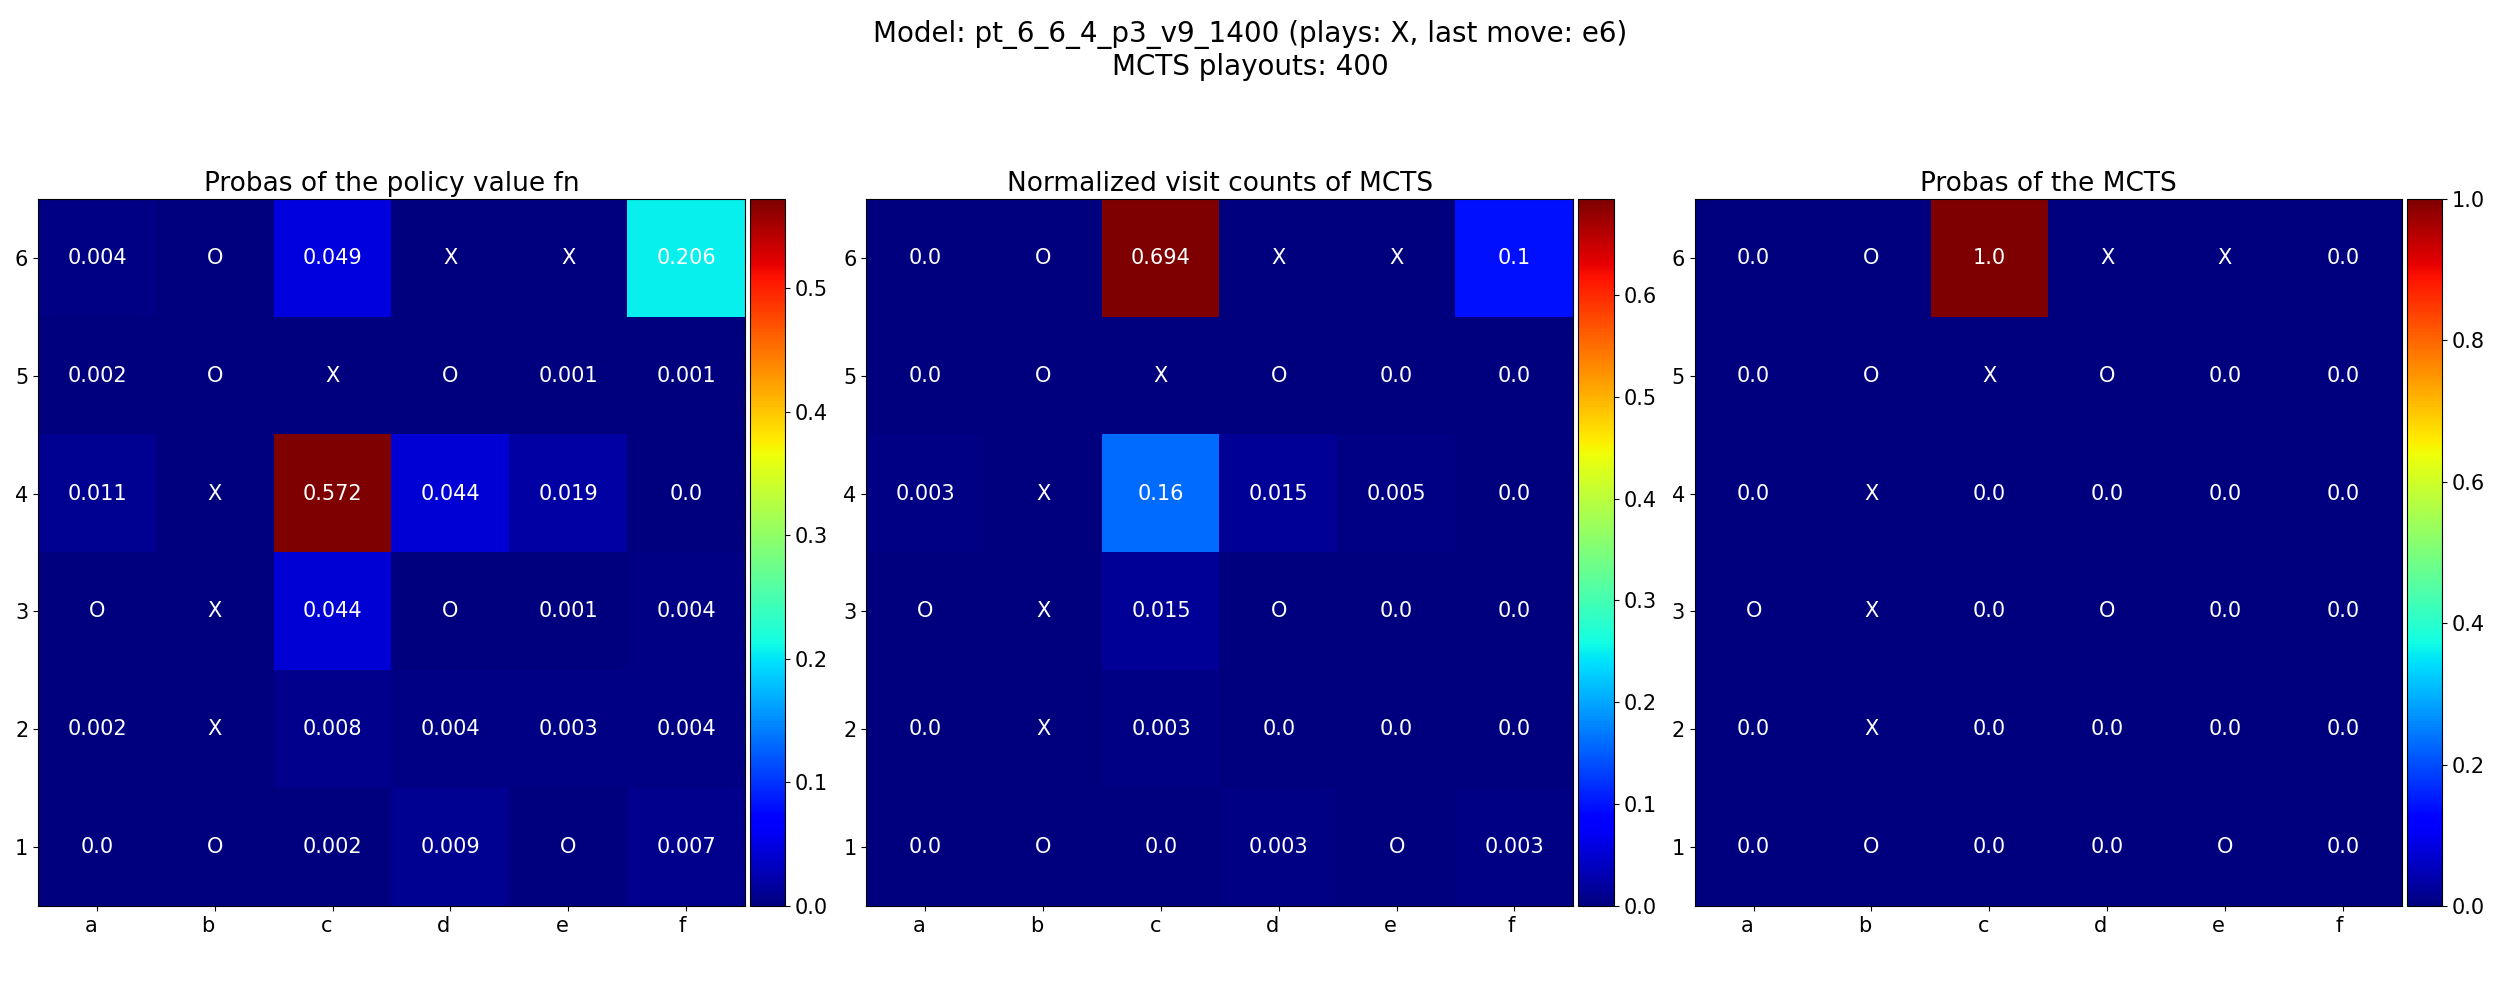 Model: pt_6_6_4_p3_v9_1400 (plays: X, last move: e6)
MCTS playouts: 400
Probas of the policy value fn
6 0.004 O 0.049 X X 0.206
5 0.002 O X O 0.001 0.001
4 0.011 X 0.572 0.044 0.019 0.0
3 O X 0.044 O 0.001 0.004
2 0.002 X 0.008 0.004 0.003 0.004
1 0.0 O 0.002 0.009 O 0.007
a b c d e f
0.5
0.4
0.3
0.2
0.1
0.0
Normalized visit counts of MCTS
6 0.0 O 0.694 X X 0.1
5 0.0 O X O 0.0 0.0
4 0.003 X 0.16 0.015 0.005 0.0
3 O X 0.015 O 0.0 0.0
2 0.0 X 0.003 0.0 0.0 0.0
1 0.0 O 0.0 0.003 O 0.003
a b c d e f
0.6
0.5
0.4
0.3
0.2
0.1
0.0
Probas of the MCTS
6 0.0 O 1.0 X X 0.0
5 0.0 O X O 0.0 0.0
4 0.0 X 0.0 0.0 0.0 0.0
3 O X 0.0 O 0.0 0.0
2 0.0 X 0.0 0.0 0.0 0.0
1 0.0 O 0.0 0.0 O 0.0
a b c d e f
1.0
0.8
0.6
0.4
0.2
0.0